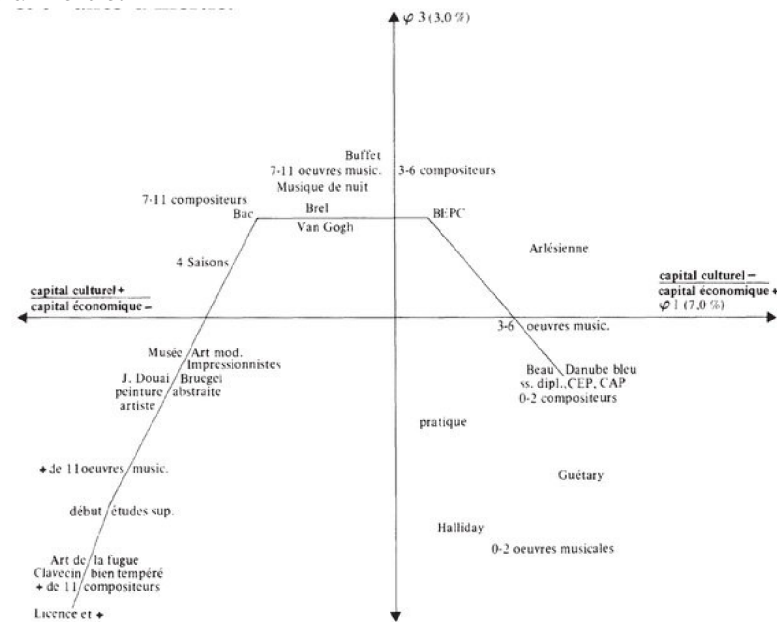 φ 3 (3,0 %)
Buffet
7-11 oeuvres music.
3-6 compositeurs
Musique de nuit
7-11 compositeurs
Brel
Bac
BEPC
Van Gogh
Arlésienne
4 Saisons
capital culturel +
capital économique −
capital culturel −
capital économique +
φ 1 (7,0 %)
3-6 oeuvres music.
Musée Art mod.
Impressionnistes
J. Douai Bruegel
peinture abstraite
artiste
Beau Danube bleu
ss. dipl., CEP, CAP
0-2 compositeurs
pratique
+ de 11 oeuvres music.
Guétary
début études sup.
Halliday
0-2 oeuvres musicales
Art de la fugue
Clavecin bien tempéré
+ de 11 compositeurs
Licence et +